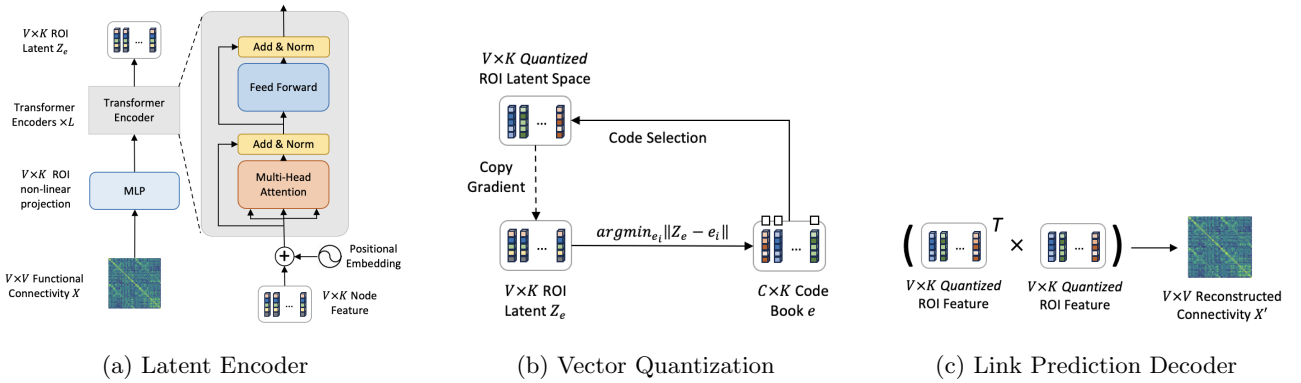 V×K ROI
Latent Z_e
Transformer
Encoders ×L
Transformer
Encoder
V×K ROI
non-linear
projection
MLP
V×V Functional
Connectivity X
Add & Norm
Feed Forward
Add & Norm
Multi-Head
Attention
+
Positional
Embedding
...
V×K Node
Feature
(a) Latent Encoder
V×K Quantized
ROI Latent Space
...
Code Selection
Copy
Gradient
...
argmin_{e_i}‖Z_e − e_i‖
...
V×K ROI
Latent Z_e
C×K Code
Book e
(b) Vector Quantization
( ... T × ... )
V×K Quantized
ROI Feature
V×K Quantized
ROI Feature
V×V Reconstructed
Connectivity X′
(c) Link Prediction Decoder